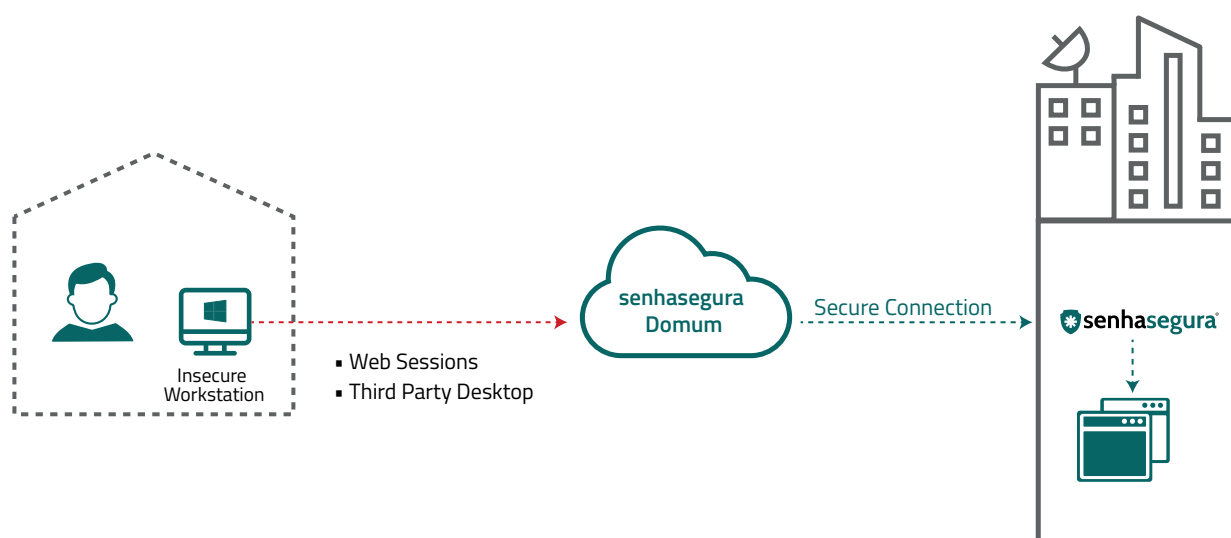 Insecure
Workstation
▪ Web Sessions
▪ Third Party Desktop
senhasegura
Domum
Secure Connection
senhasegura®